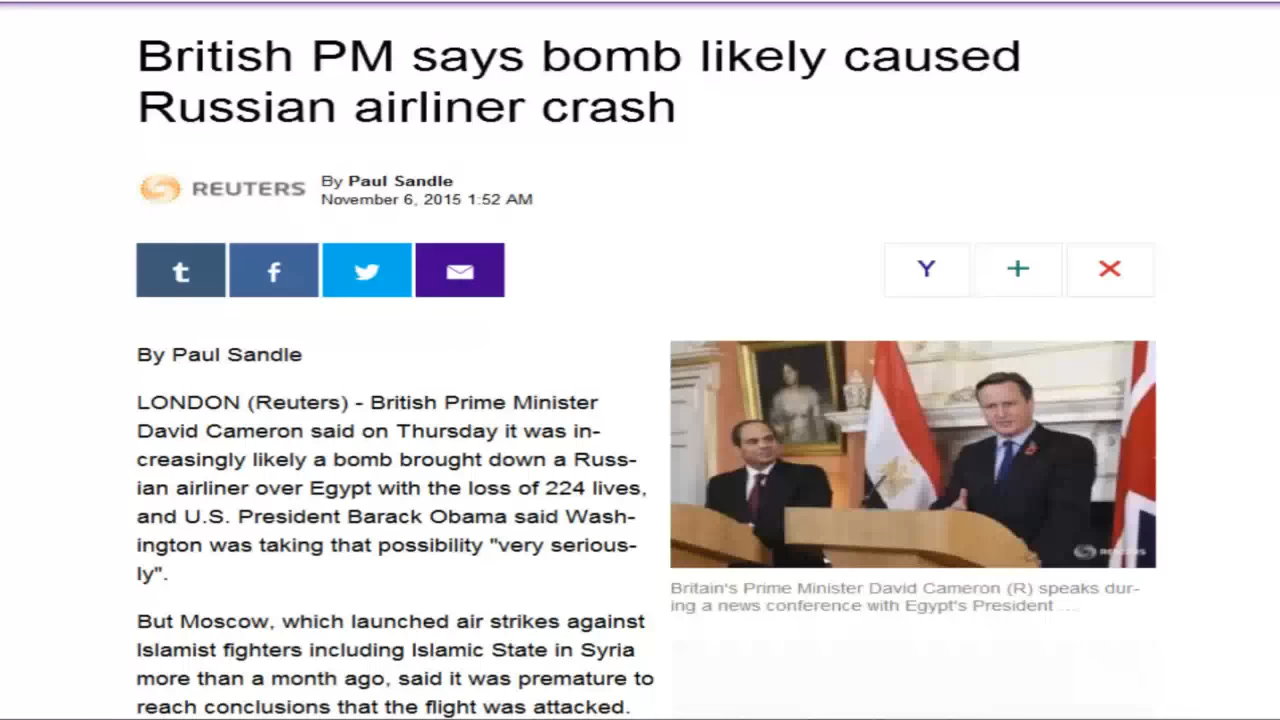 British PM says bomb likely caused
Russian airliner crash
REUTERS
By Paul Sandle
November 6, 2015 1:52 AM
t
f
Y
+
By Paul Sandle
LONDON (Reuters) - British Prime Minister
David Cameron said on Thursday it was in-
creasingly likely a bomb brought down a Russ-
ian airliner over Egypt with the loss of 224 lives,
and U.S. President Barack Obama said Wash-
ington was taking that possibility "very serious-
ly".
But Moscow, which launched air strikes against
Islamist fighters including Islamic State in Syria
more than a month ago, said it was premature to
reach conclusions that the flight was attacked.
REUTERS
Britain's Prime Minister David Cameron (R) speaks dur-
ing a news conference with Egypt's President ...